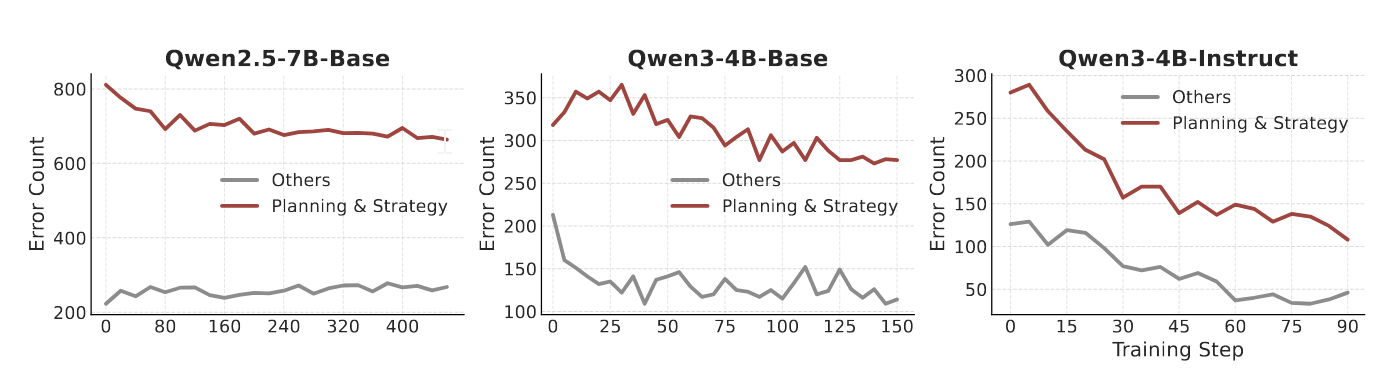 Qwen2.5-7B-Base
Error Count
800
600
400
200
Others
Planning & Strategy
0 80 160 240 320 400
Qwen3-4B-Base
Error Count
350
300
250
200
150
100
Others
Planning & Strategy
0 25 50 75 100 125 150
Qwen3-4B-Instruct
Error Count
300
250
200
150
100
50
Others
Planning & Strategy
0 15 30 45 60 75 90
Training Step